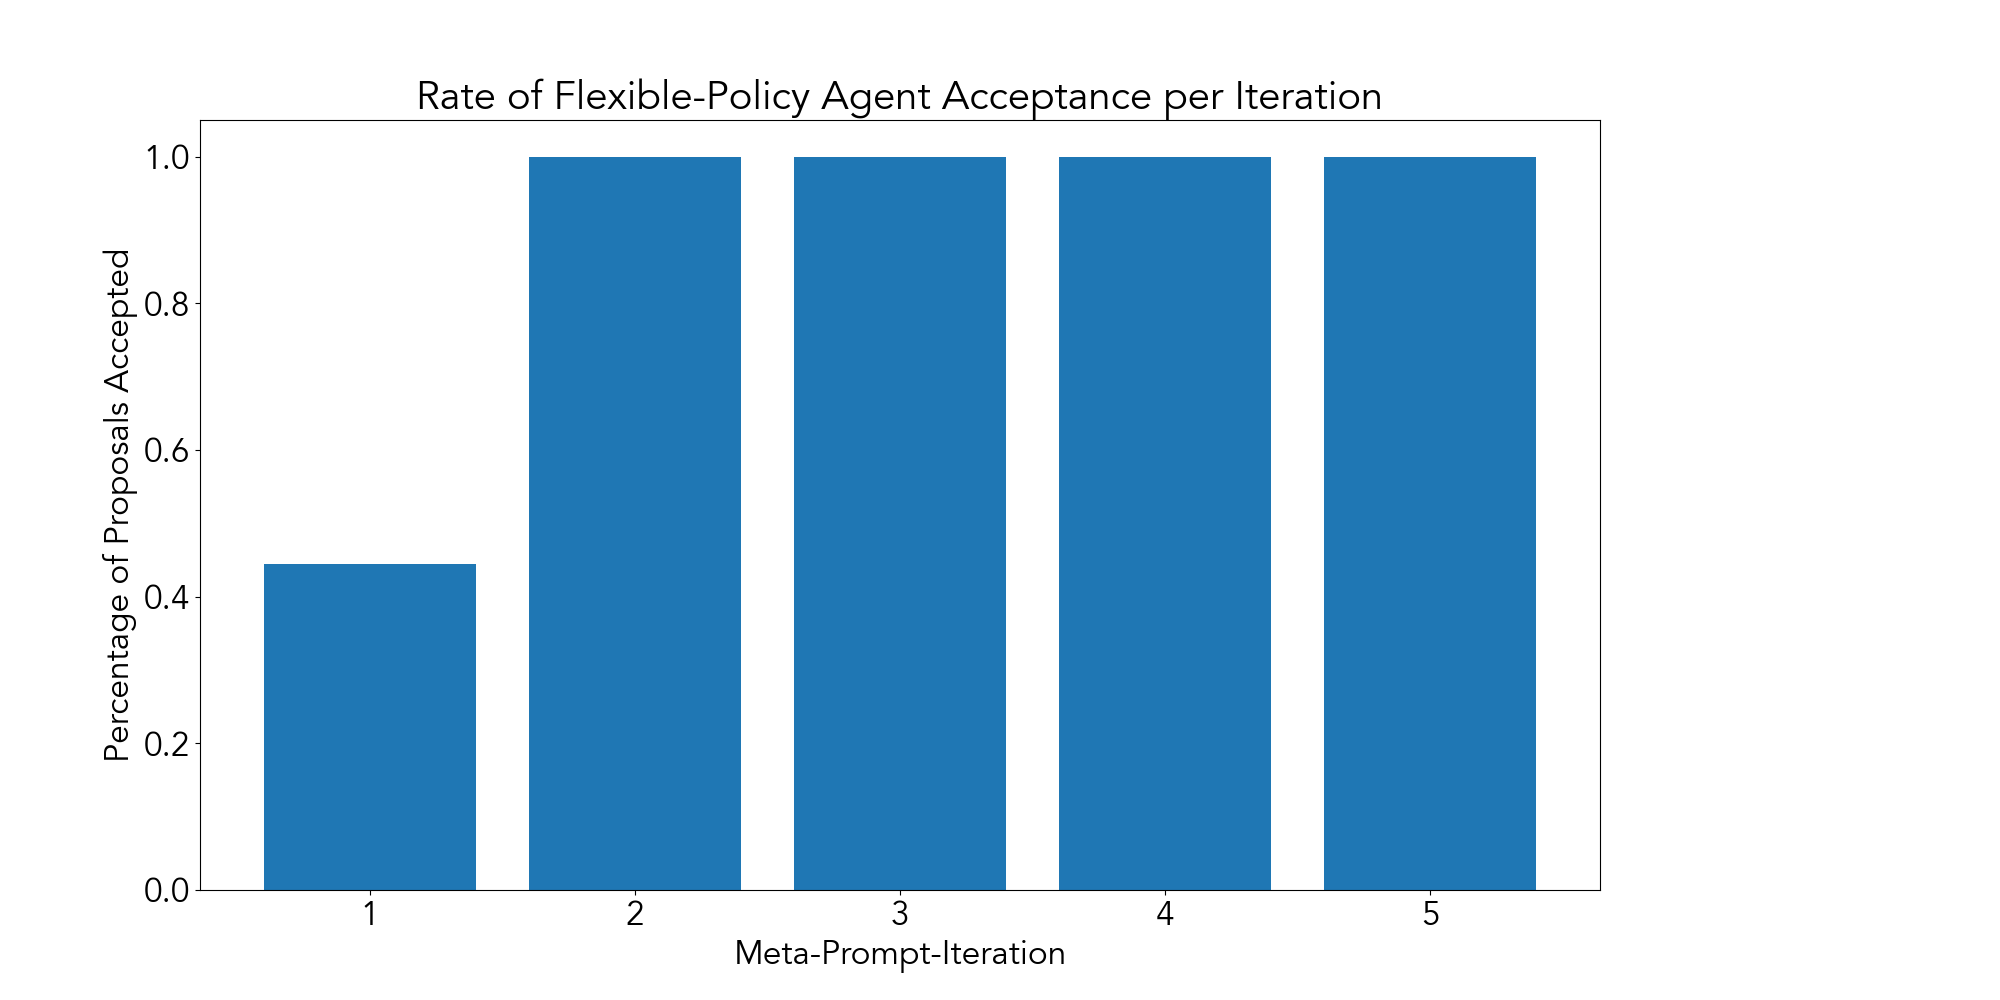 Rate of Flexible-Policy Agent Acceptance per Iteration
Percentage of Proposals Accepted
1.0
0.8
0.6
0.4
0.2
0.0
1 2 3 4 5
Meta-Prompt-Iteration